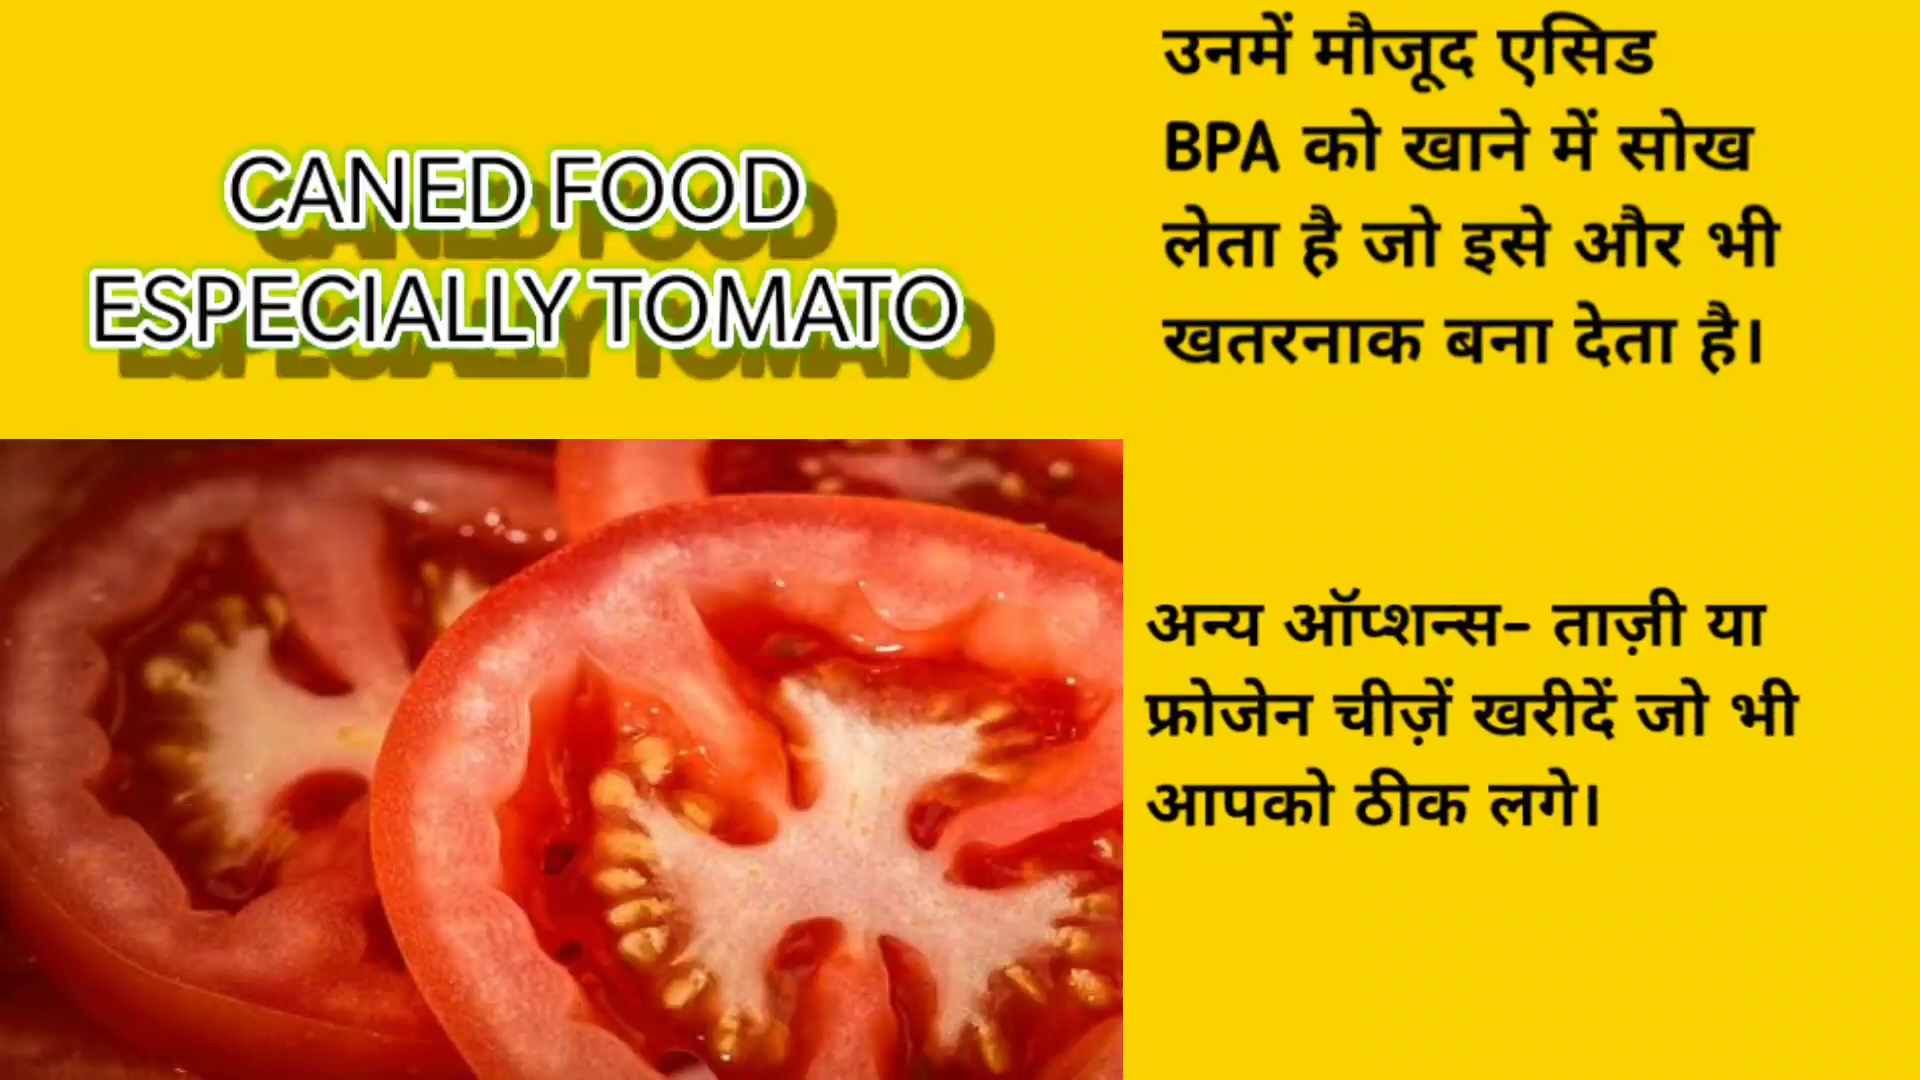 CANED FOOD
ESPECIALLY TOMATO
उनमें मौजूद एसिड
BPA को खाने में सोख
लेता है जो इसे और भी
खतरनाक बना देता है।
अन्य ऑप्शन्स- ताज़ी या
फ्रोजेन चीज़ें खरीदें जो भी
आपको ठीक लगे।